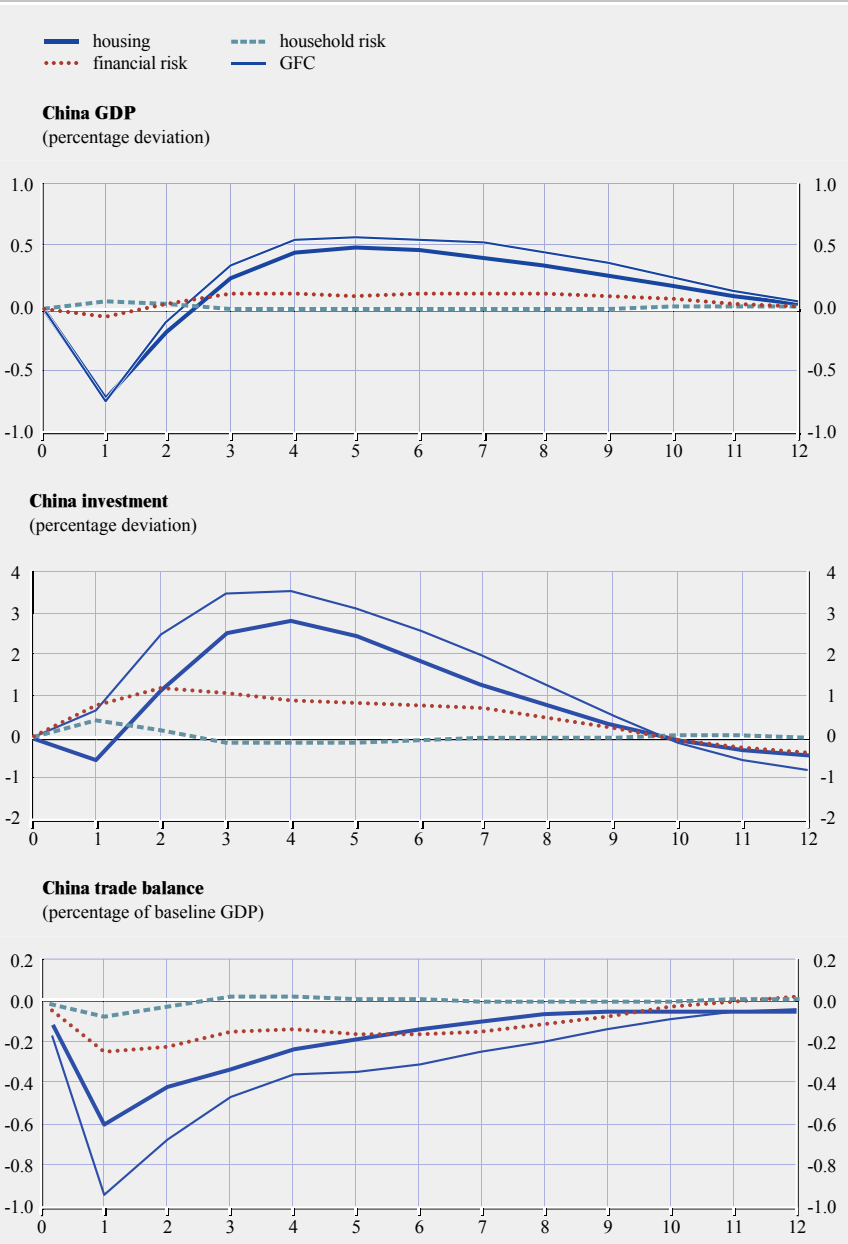 housing
household risk
financial risk
GFC
China GDP
(percentage deviation)
1.0 1.0
0.5 0.5
0.0 0.0
-0.5 -0.5
-1.0 -1.0
0 1 2 3 4 5 6 7 8 9 10 11 12
China investment
(percentage deviation)
4 4
3 3
2 2
1 1
0 0
-1 -1
-2 -2
0 1 2 3 4 5 6 7 8 9 10 11 12
China trade balance
(percentage of baseline GDP)
0.2 0.2
0.0 0.0
-0.2 -0.2
-0.4 -0.4
-0.6 -0.6
-0.8 -0.8
-1.0 -1.0
0 1 2 3 4 5 6 7 8 9 10 11 12